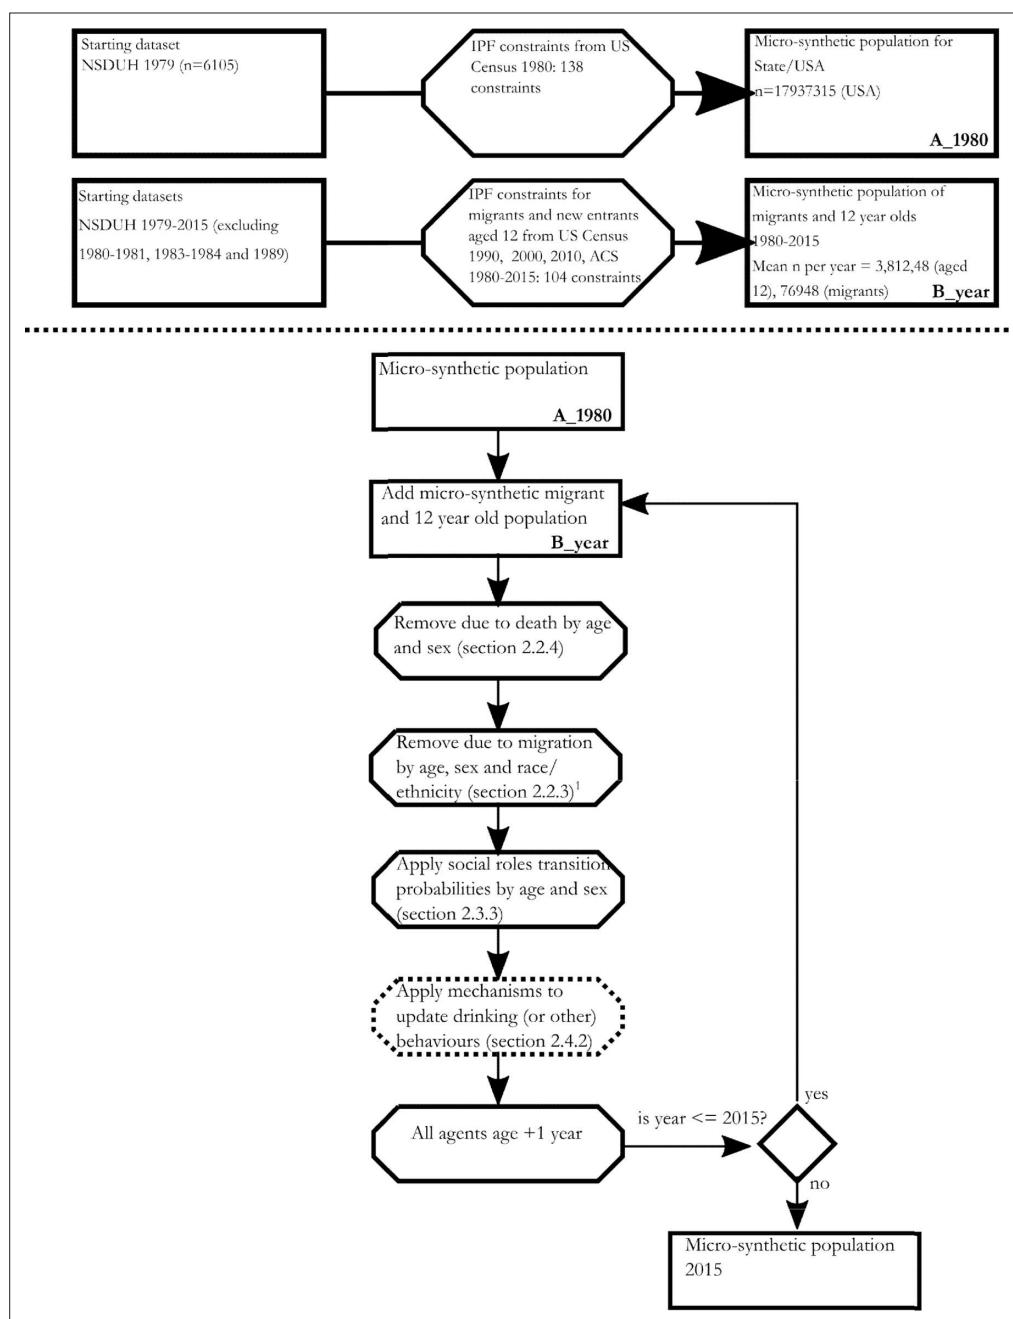 Starting dataset
NSDUH 1979 (n=6105)
IPF constraints from US
Census 1980: 138
constraints
Micro-synthetic population for
State/USA
n=17937315 (USA)
A_1980
Starting datasets
NSDUH 1979-2015 (excluding
1980-1981, 1983-1984 and 1989)
IPF constraints for
migrants and new entrants
aged 12 from US Census
1990, 2000, 2010, ACS
1980-2015: 104 constraints
Micro-synthetic population of
migrants and 12 year olds
1980-2015
Mean n per year = 3,812,48 (aged
12), 76948 (migrants)
B_year
Micro-synthetic population
A_1980
Add micro-synthetic migrant
and 12 year old population
B_year
Remove due to death by age
and sex (section 2.2.4)
Remove due to migration
by age, sex and race/
ethnicity (section 2.2.3)¹
Apply social roles transition
probabilities by age and sex
(section 2.3.3)
Apply mechanisms to
update drinking (or other)
behaviours (section 2.4.2)
All agents age +1 year
is year <= 2015?
yes
no
Micro-synthetic population
2015